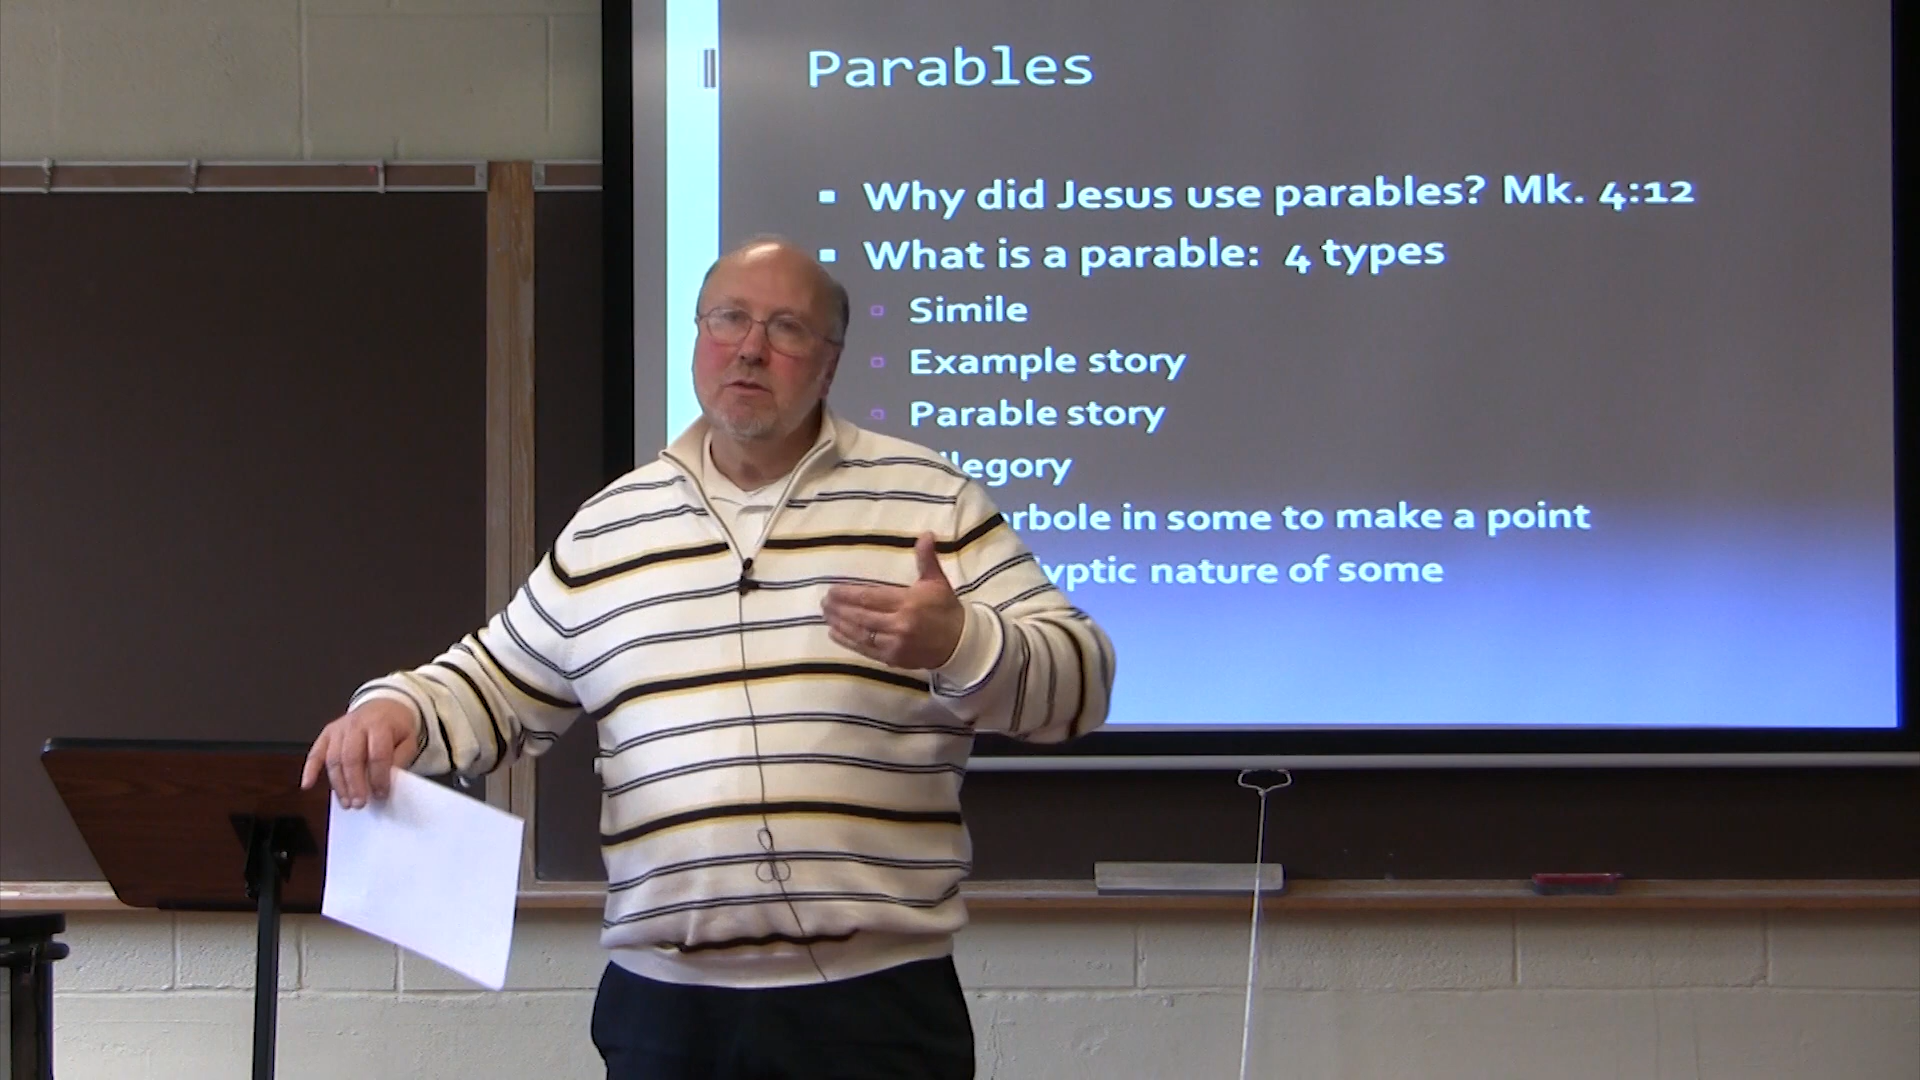 Parables
Why did Jesus use parables? Mk. 4:12
What is a parable: 4 types
Simile
Example story
Parable story
llegory
rbole in some to make a point
lyptic nature of some